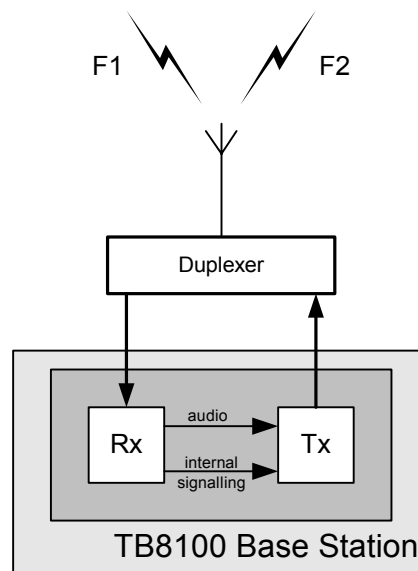 F1
F2
Duplexer
audio
Rx
Tx
internal
signalling
TB8100 Base Station